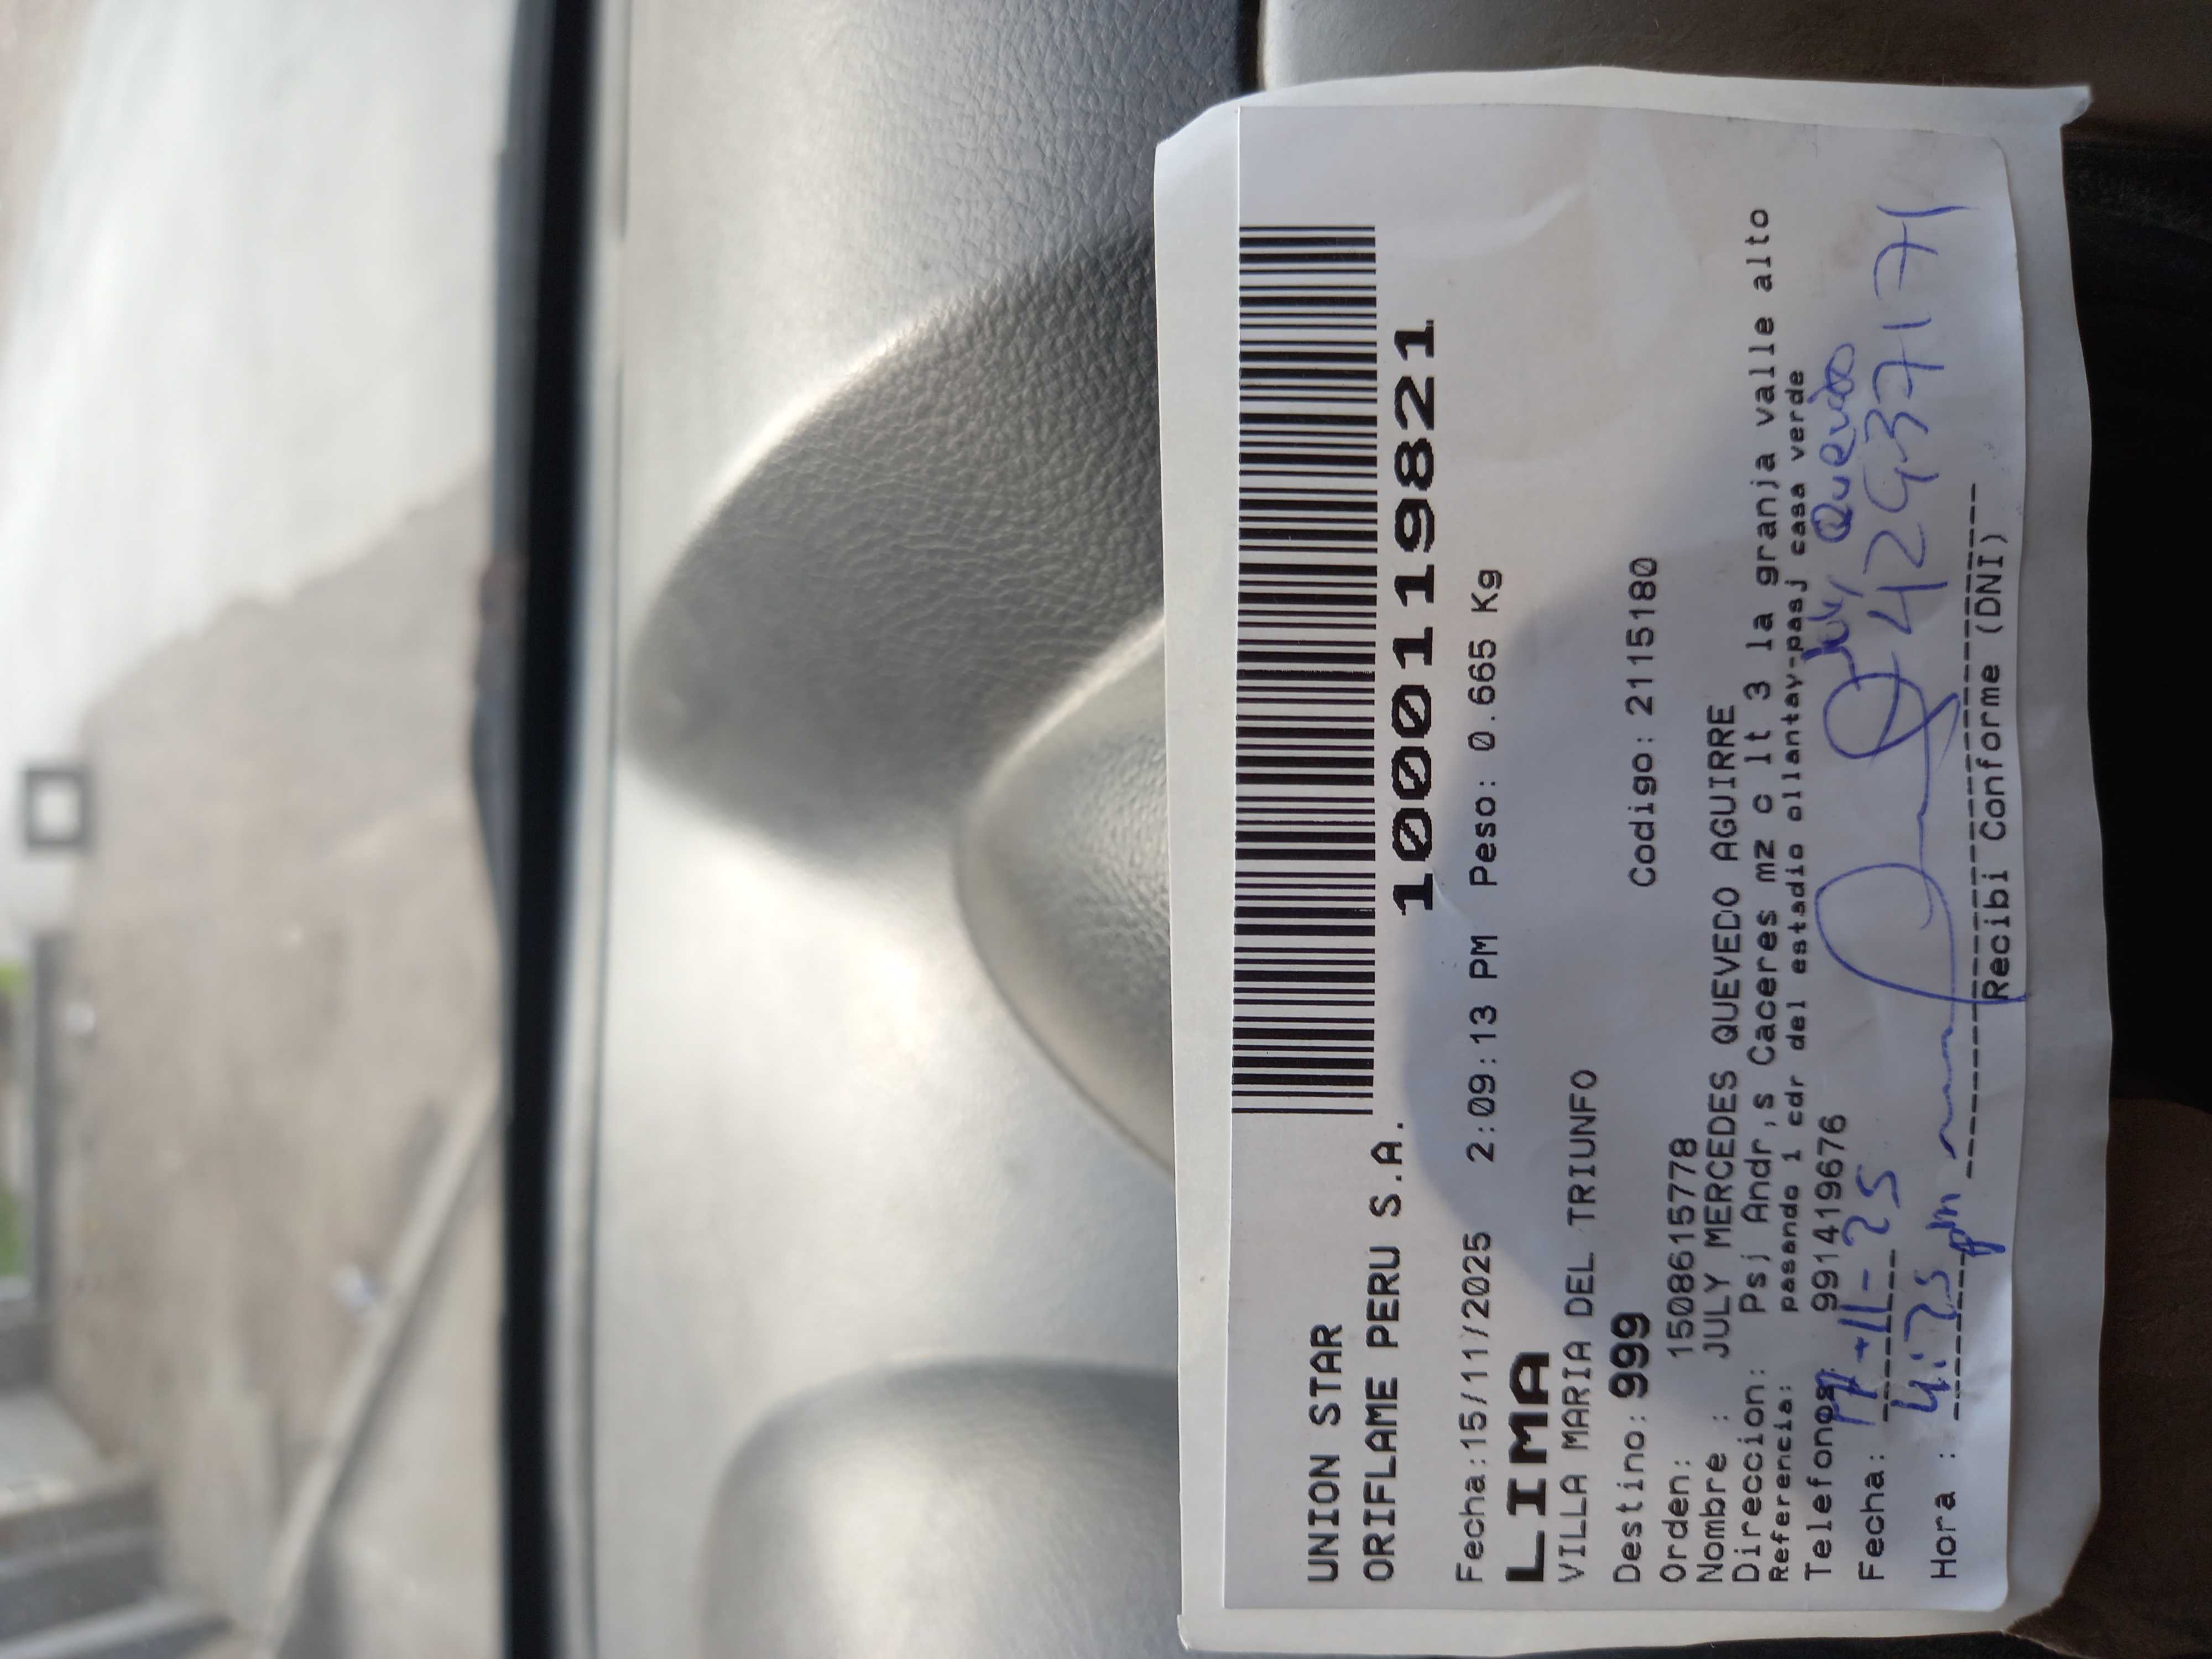 UNION STAR
ORIFLAME PERU S.A.
1000119821
Fecha:15/11/2025 2:09:13 PM Peso: 0.665 Kg
LIMA
VILLA MARIA DEL TRIUNFO
Destino: 999 Codigo: 2115180
Orden: 1508615778
Nombre : JULY MERCEDES QUEVEDO AGUIRRE
Direccion: Psj Andr,s Caceres mz c lt 3 la granja valle alto
Referencia: pasando 1 cdr del estadio ollantay-pasj casa verde
Telefonos: 991419676
July Quevedo
Fecha: 17-11-25
42937171
Hora : pm
Recibi Conforme (DNI)